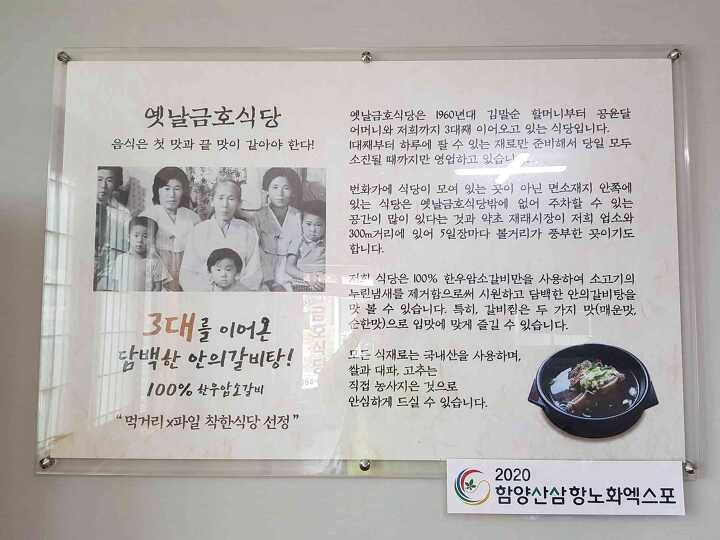 옛날금호식당
음식은 첫 맛과 끝 맛이 같아야 한다!
3대를 이어온
담백한 안의갈비탕!
100% 한우암소갈비
“먹거리x파일 착한식당 선정”
옛날금호식당은 1960년대 김말순 할머니부터 공윤달
어머니와 저희까지 3대째 이어오고 있는 식당입니다.
1대째부터 하루에 팔 수 있는 재료만 준비해서 당일 모두
소진될 때까지만 영업하고 있습니다.
번화가에 식당이 모여 있는 곳이 아닌 면소재지 안쪽에
있는 식당은 옛날금호식당밖에 없어 주차할 수 있는
공간이 많이 있다는 것과 약초 재래시장이 저희 업소와
300m거리에 있어 5일장마다 볼거리가 풍부한 곳이기도
합니다.
저희 식당은 100% 한우암소갈비만을 사용하여 소고기의
누린냄새를 제거함으로써 시원하고 담백한 안의갈비탕을
맛 볼 수 있습니다. 특히, 갈비찜은 두 가지 맛(매운맛,
순한맛)으로 입맛에 맞게 즐길 수 있습니다.
모든 식재료는 국내산을 사용하며,
쌀과 대파, 고추는
직접 농사지은 것으로
안심하게 드실 수 있습니다.
2020
함양산삼항노화엑스포